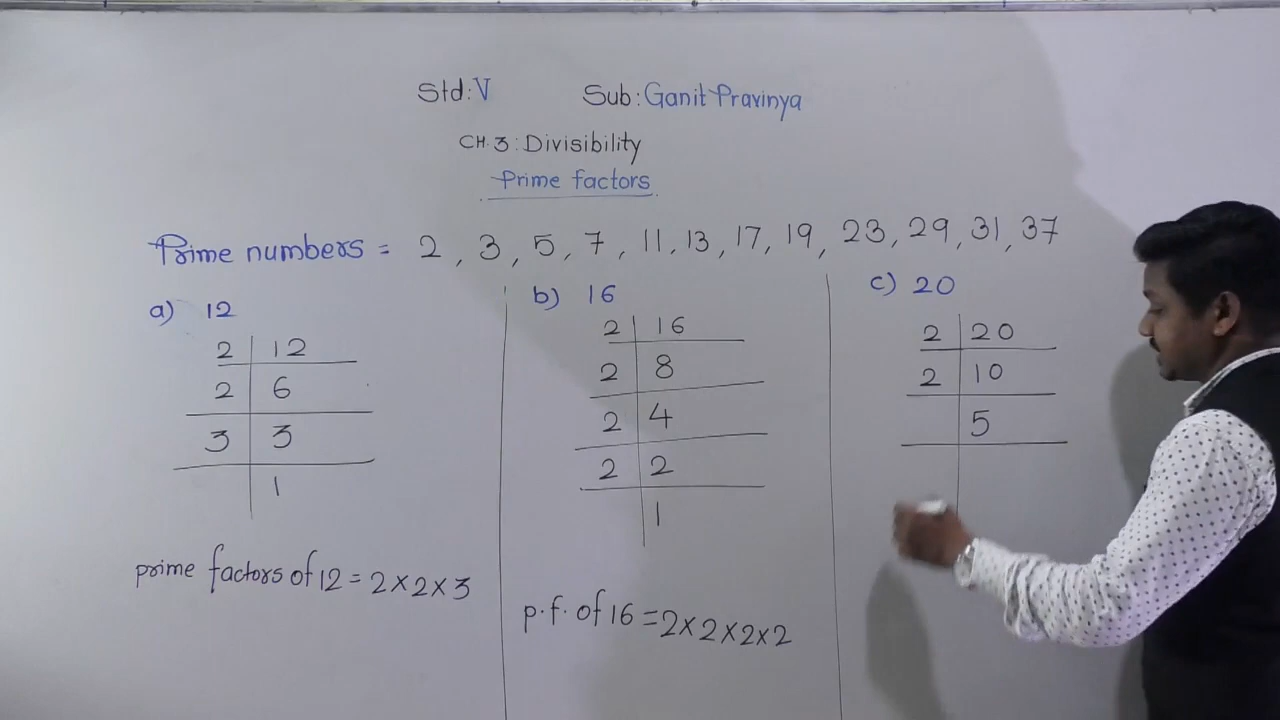 Std: V Sub: Ganit Pravinya
CH. 3: Divisibility
Prime factors
Prime numbers = 2, 3, 5, 7, 11, 13, 17, 19, 23, 29, 31, 37
a) 12
2 | 12
2 | 6
3 | 3
1
prime factors of 12 = 2×2×3
b) 16
2 | 16
2 | 8
2 | 4
2 | 2
1
p.f. of 16 = 2×2×2×2
c) 20
2 | 20
2 | 10
5